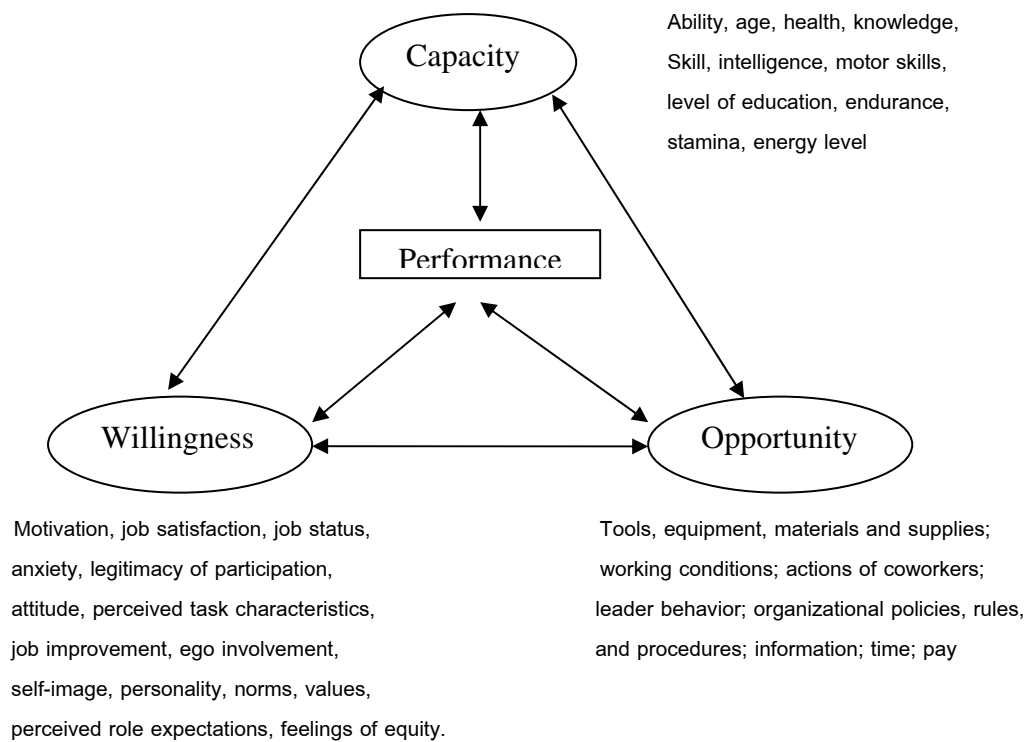 Capacity
Ability, age, health, knowledge,
Skill, intelligence, motor skills,
level of education, endurance,
stamina, energy level
Performance
Willingness
Opportunity
Motivation, job satisfaction, job status,
anxiety, legitimacy of participation,
attitude, perceived task characteristics,
job improvement, ego involvement,
self-image, personality, norms, values,
perceived role expectations, feelings of equity.
Tools, equipment, materials and supplies;
working conditions; actions of coworkers;
leader behavior; organizational policies, rules,
and procedures; information; time; pay